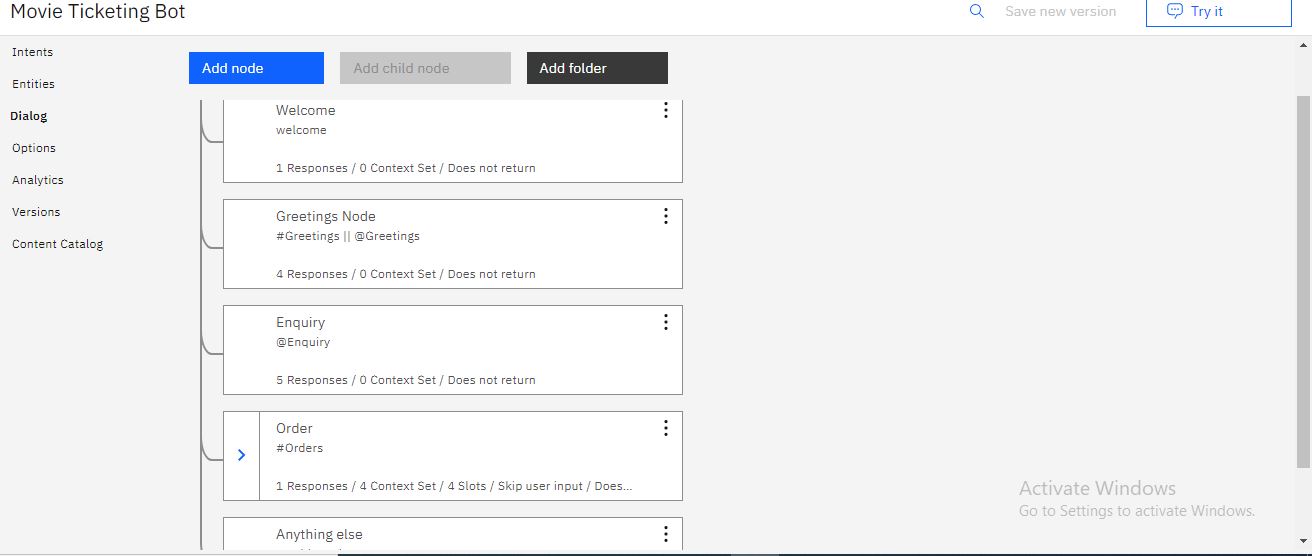 Movie Ticketing Bot
Save new version
Try it
Intents
Entities
Dialog
Options
Analytics
Versions
Content Catalog
Add node
Add child node
Add folder
Welcome
welcome
1 Responses / 0 Context Set / Does not return
Greetings Node
#Greetings || @Greetings
4 Responses / 0 Context Set / Does not return
Enquiry
@Enquiry
5 Responses / 0 Context Set / Does not return
Order
#Orders
1 Responses / 4 Context Set / 4 Slots / Skip user input / Does...
Anything else
Activate Windows
Go to Settings to activate Windows.